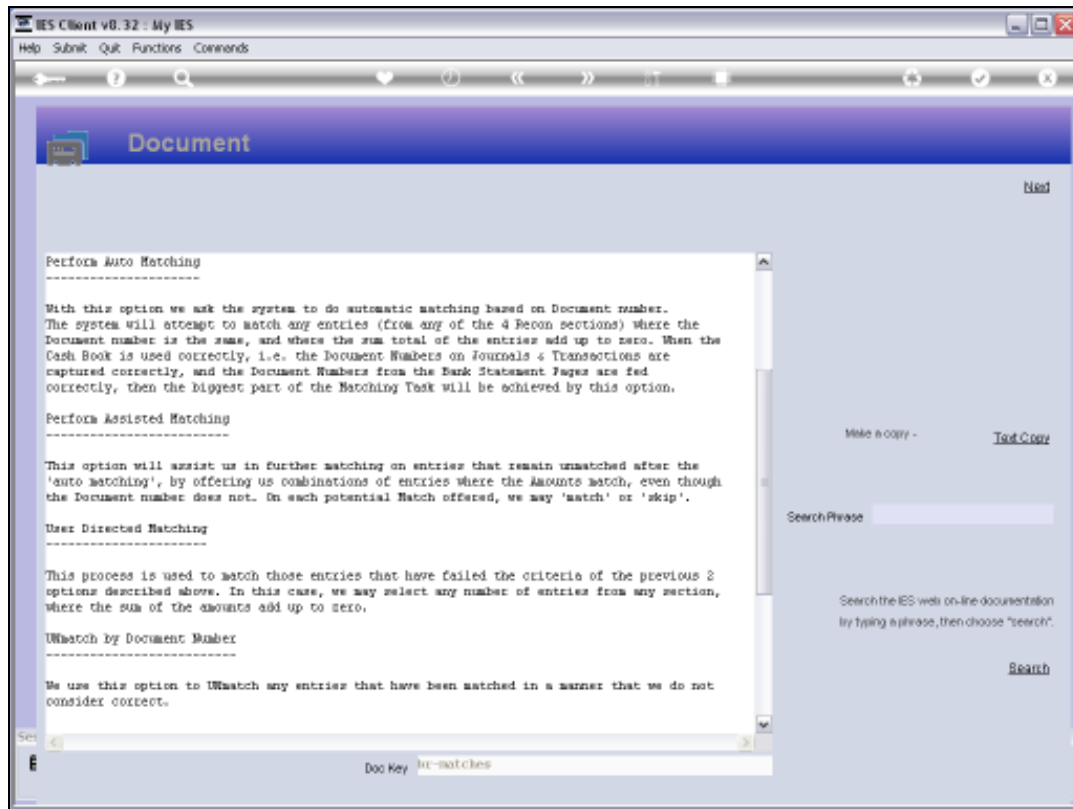 IES Client v8.32 : My IES
Help Submit Quit Functions Commands
Document
Next
Perform Auto Matching
---------------------
With this option we ask the system to do automatic matching based on Document number.
The system will attempt to match any entries (from any of the 4 Recon sections) where the
Document number is the same, and where the sum total of the entries add up to zero. When the
Cash Book is used correctly, i.e. the Document Numbers on Journals & Transactions are
captured correctly, and the Document Numbers from the Bank Statement Pages are fed
correctly, then the biggest part of the Matching Task will be achieved by this option.
Perform Assisted Matching
-------------------------
This option will assist us in further matching on entries that remain unmatched after the
'auto matching', by offering us combinations of entries where the Amounts match, even though
the Document number does not. On each potential Match offered, we may 'match' or 'skip'.
User Directed Matching
----------------------
This process is used to match those entries that have failed the criteria of the previous 2
options described above. In this case, we may select any number of entries from any section,
where the sum of the amounts add up to zero.
UNmatch by Document Number
--------------------------
We use this option to UNmatch any entries that have been matched in a manner that we do not
consider correct.
Make a copy -
Text Copy
Search Phrase
Search the IES web on-line documentation
by typing a phrase, then choose "search".
Search
Ses
Doc Key
br-matches